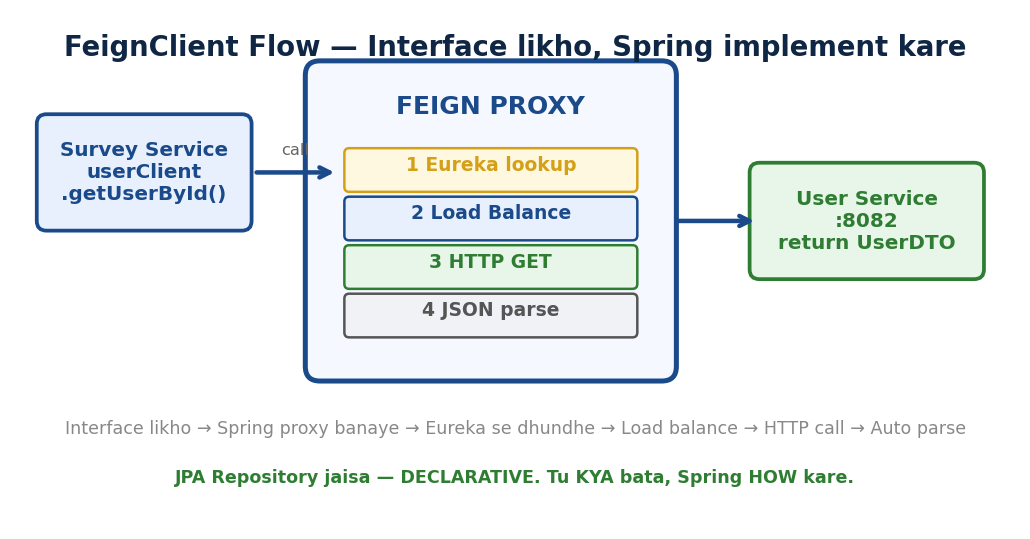 FeignClient Flow — Interface likho, Spring implement kare
Survey Service
userClient
.getUserById()
call
FEIGN PROXY
1 Eureka lookup
2 Load Balance
3 HTTP GET
4 JSON parse
User Service
:8082
return UserDTO
Interface likho → Spring proxy banaye → Eureka se dhundhe → Load balance → HTTP call → Auto parse
JPA Repository jaisa — DECLARATIVE. Tu KYA bata, Spring HOW kare.